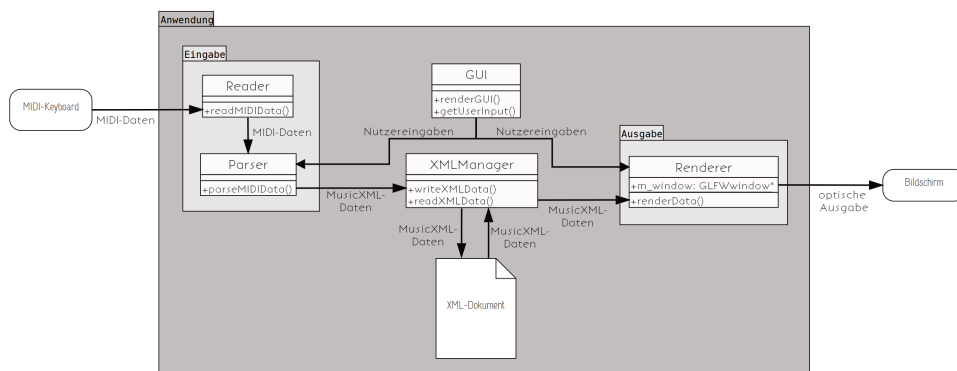 Anwendung
Eingabe
Reader
+readMIDIData()
MIDI-Keyboard
MIDI-Daten
MIDI-Daten
Parser
+parseMIDIData()
GUI
+renderGUI()
+getUserInput()
Nutzereingaben
Nutzereingaben
MusicXML-
Daten
XMLManager
+writeXMLData()
+readXMLData()
MusicXML-
Daten
MusicXML-
Daten
MusicXML-
Daten
XML-Dokument
Ausgabe
Renderer
+m_window: GLFWwindow*
+renderData()
optische
Ausgabe
Bildschirm